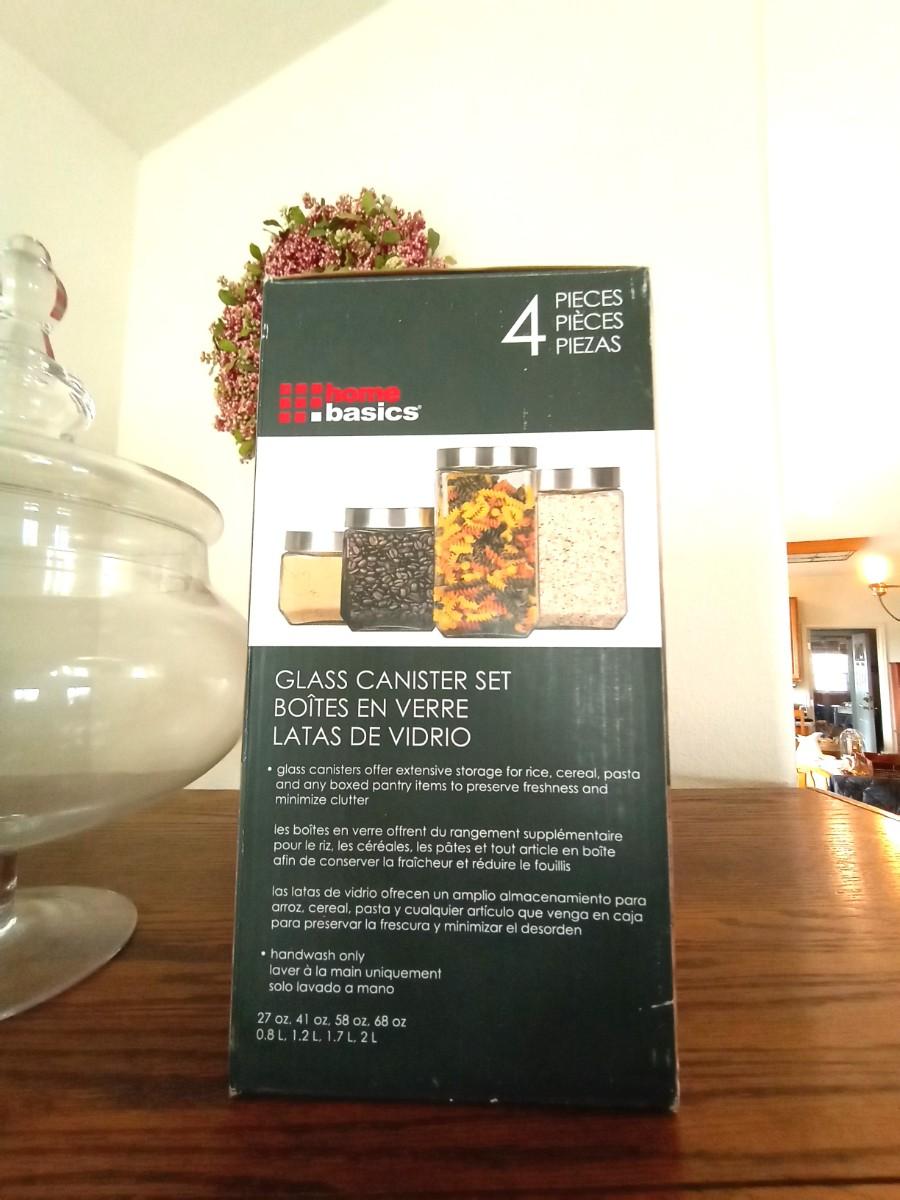 4 PIECES
PIÈCES
PIEZAS
home
basics®
GLASS CANISTER SET
BOÎTES EN VERRE
LATAS DE VIDRIO
• glass canisters offer extensive storage for rice, cereal, pasta
and any boxed pantry items to preserve freshness and
minimize clutter
les boîtes en verre offrent du rangement supplémentaire
pour le riz, les céréales, les pâtes et tout article en boîte
afin de conserver la fraîcheur et réduire le fouillis
las latas de vidrio ofrecen un amplio almacenamiento para
arroz, cereal, pasta y cualquier artículo que venga en caja
para preservar la frescura y minimizar el desorden
• handwash only
laver à la main uniquement
solo lavado a mano
27 oz, 41 oz, 58 oz, 68 oz
0.8 L, 1.2 L, 1.7 L, 2 L